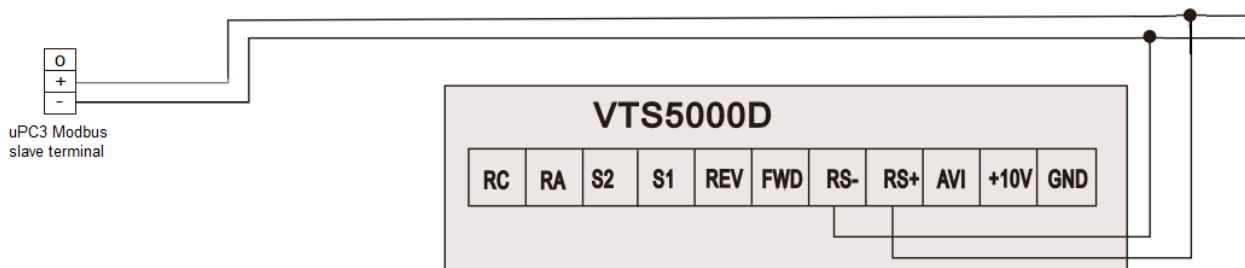 O
+
-
uPC3 Modbus
slave terminal
VTS5000D
RC RA S2 S1 REV FWD RS- RS+ AVI +10V GND